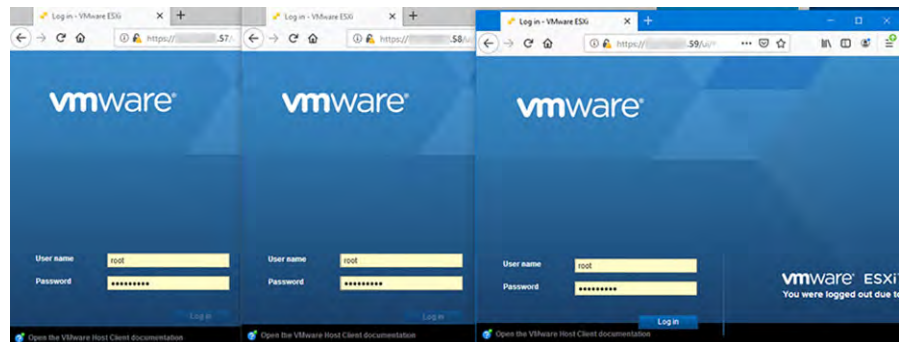 Log in - VMware ESXi
https:// .57/
vmware
User name root
Password •••••••••
Log in
Open the VMware Host Client documentation
Log in - VMware ESXi
https:// .58/
vmware
User name root
Password •••••••••
Log in
Open the VMware Host Client documentation
Log in - VMware ESXi
https:// .59/ui/
vmware
User name root
Password •••••••••
Log in
vmware ESXi
You were logged out due to
Open the VMware Host Client documentation